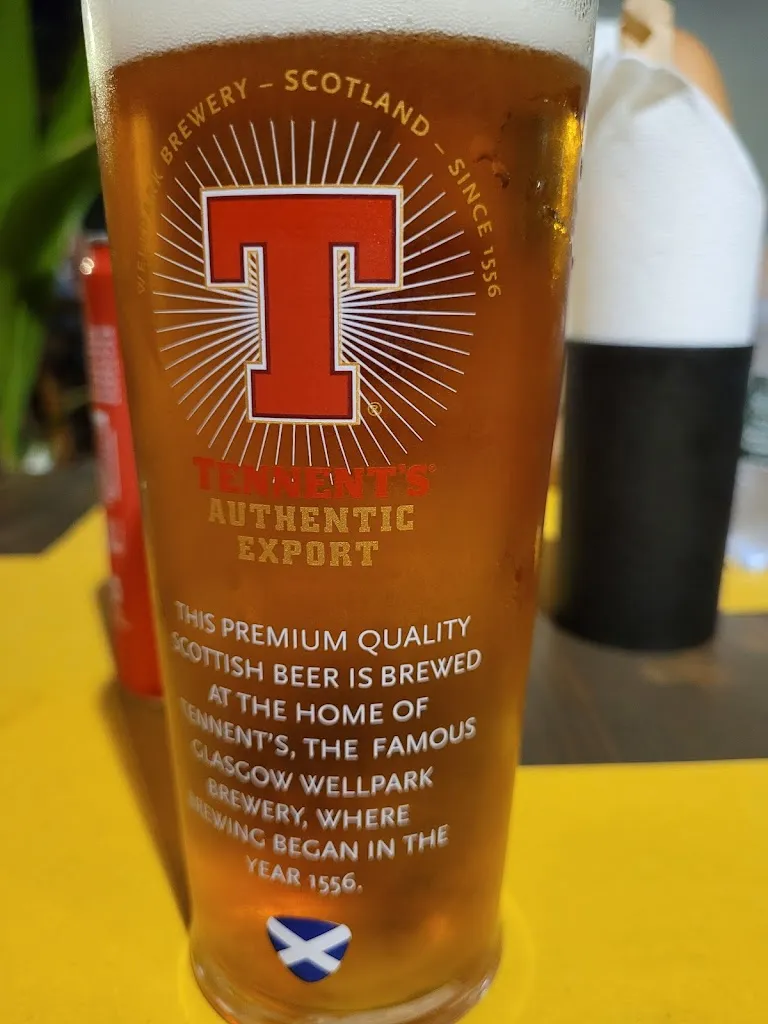 WELLPARK BREWERY – SCOTLAND – SINCE 1556
T
®
TENNENT'S®
AUTHENTIC
EXPORT
THIS PREMIUM QUALITY
SCOTTISH BEER IS BREWED
AT THE HOME OF
TENNENT'S, THE FAMOUS
GLASGOW WELLPARK
BREWERY, WHERE
BREWING BEGAN IN THE
YEAR 1556.